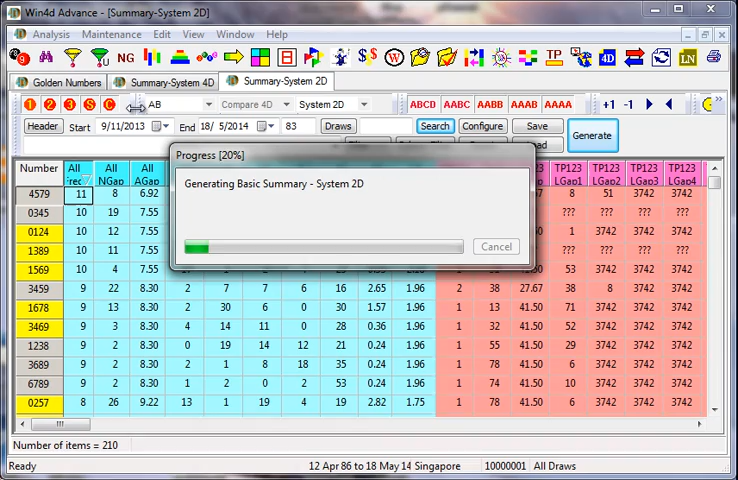 Win4d Advance - [Summary-System 2D]
Analysis Maintenance Edit View Window Help
Golden Numbers Summary-System 4D Summary-System 2D
1 2 3 S C AB Compare 4D System 2D ABCD AABC AABB AAAB AAAA +1 -1
Header Start 9/11/2013 End 18/ 5/2014 83 Draws Search Configure Save Generate
Progress [20%]
Generating Basic Summary - System 2D
Cancel
Number All All NGap All AGap TP123 LGap1 TP123 LGap2 TP123 LGap3 TP123 LGap4
4579 11 8 6.92 8 51 3742 3742
0345 10 19 7.55 ??? ??? ??? ???
0124 10 12 7.55 1 3742 3742 3742
1389 10 11 7.55 ??? ??? ??? ???
1569 10 4 7.55 53 3742 3742 3742
3459 9 22 8.30 2 7 7 6 16 2.65 1.96 2 38 27.67 38 8 3742 3742
1678 9 13 8.30 2 30 6 0 30 1.57 1.96 1 13 41.50 71 3742 3742 3742
3469 9 3 8.30 4 14 11 0 28 0.36 1.96 1 32 41.50 52 3742 3742 3742
1238 9 2 8.30 0 19 14 12 21 0.24 1.96 1 55 41.50 29 3742 3742 3742
3689 9 2 8.30 2 1 8 18 35 0.24 1.96 1 78 41.50 6 3742 3742 3742
6789 9 2 8.30 1 2 0 2 53 0.24 1.96 1 74 41.50 10 3742 3742 3742
0257 8 26 9.22 13 1 19 4 19 2.82 1.75 1 78 41.50 6 3742 3742 3742
Number of items = 210
Ready 12 Apr 86 to 18 May 14 Singapore 10000001 All Draws